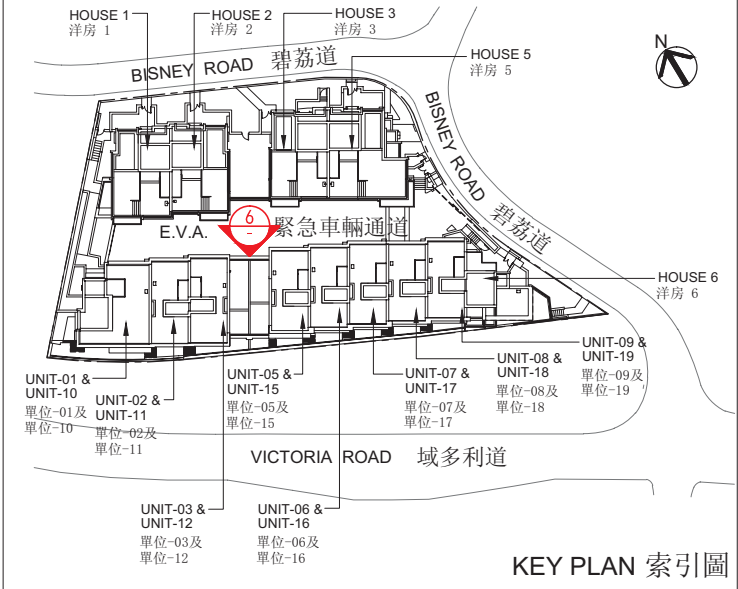 HOUSE 1
洋房 1
HOUSE 2
洋房 2
HOUSE 3
洋房 3
HOUSE 5
洋房 5
N
BISNEY ROAD 碧荔道
BISNEY ROAD 碧荔道
E.V.A. 緊急車輛通道
6
-
HOUSE 6
洋房 6
UNIT-01 &
UNIT-10
單位-01及
單位-10
UNIT-02 &
UNIT-11
單位-02及
單位-11
UNIT-05 &
UNIT-15
單位-05及
單位-15
UNIT-07 &
UNIT-17
單位-07及
單位-17
UNIT-08 &
UNIT-18
單位-08及
單位-18
UNIT-09 &
UNIT-19
單位-09及
單位-19
VICTORIA ROAD 域多利道
UNIT-03 &
UNIT-12
單位-03及
單位-12
UNIT-06 &
UNIT-16
單位-06及
單位-16
KEY PLAN 索引圖